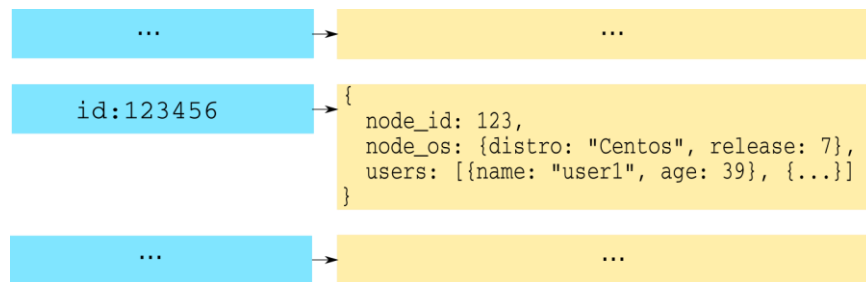 ... ...
id:123456
{
node_id: 123,
node_os: {distro: "Centos", release: 7},
users: [{name: "user1", age: 39}, {...}]
}
... ...